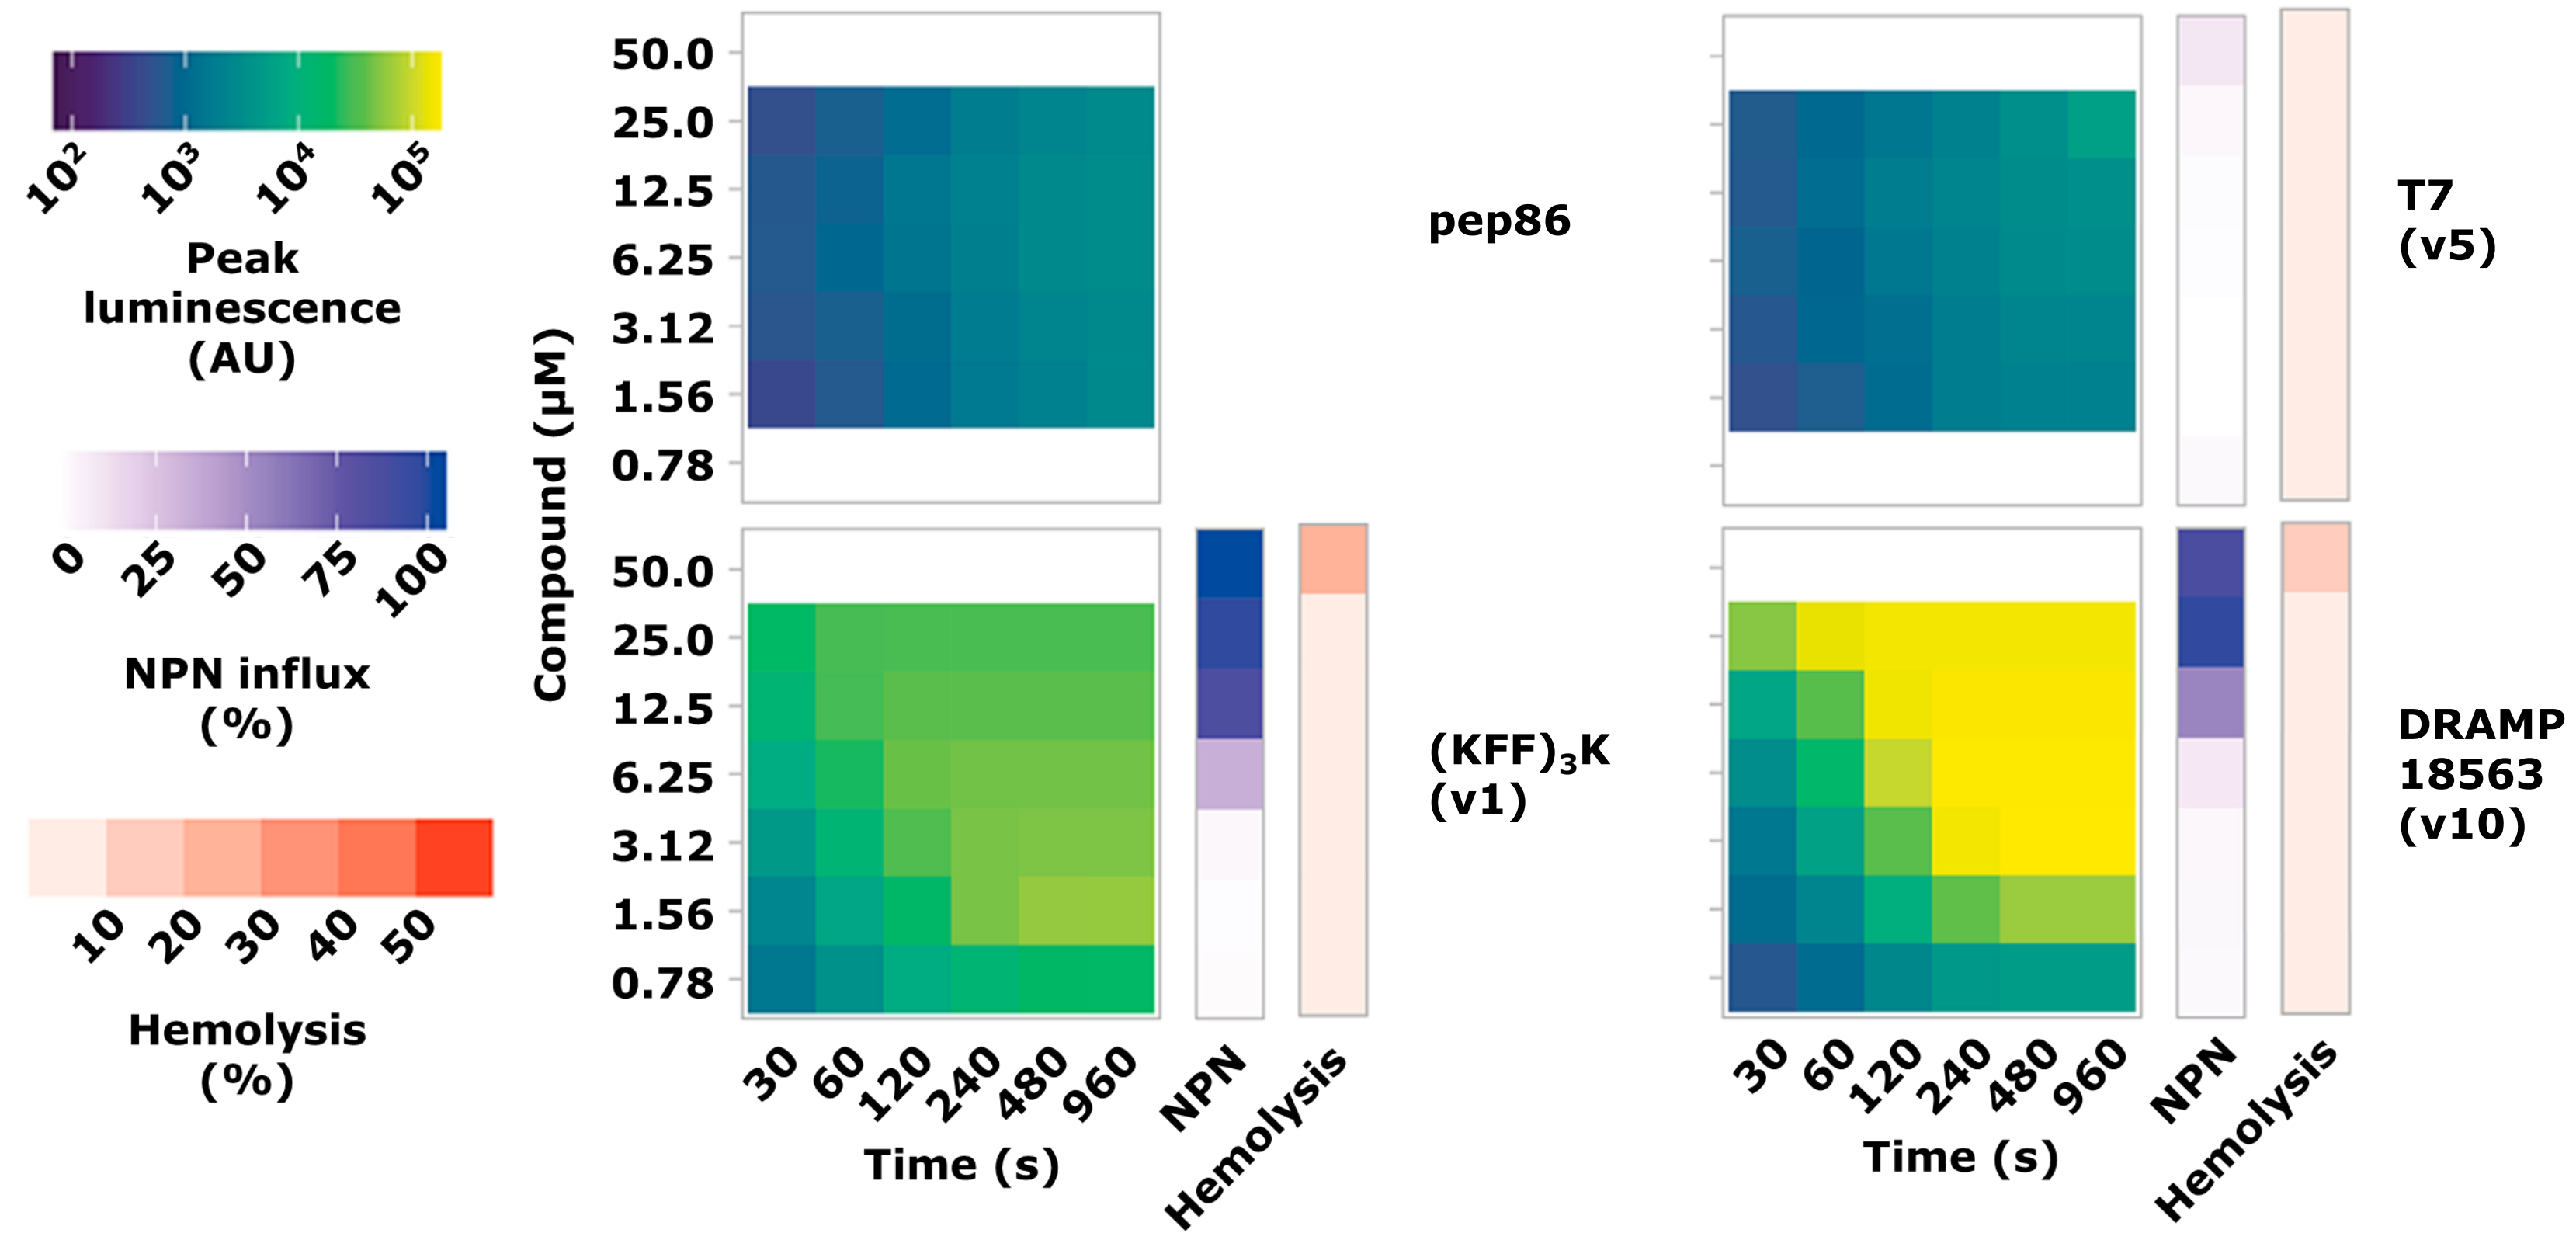 10²
10³
10⁴
10⁵
Peak
luminescence
(AU)
0
25
50
75
100
NPN influx
(%)
10
20
30
40
50
Hemolysis
(%)
Compound (µM)
50.0
25.0
12.5
6.25
3.12
1.56
0.78
pep86
T7
(v5)
50.0
25.0
12.5
6.25
3.12
1.56
0.78
(KFF)₃K
(v1)
DRAMP
18563
(v10)
30
60
120
240
480
960
NPN
Hemolysis
Time (s)
30
60
120
240
480
960
NPN
Hemolysis
Time (s)